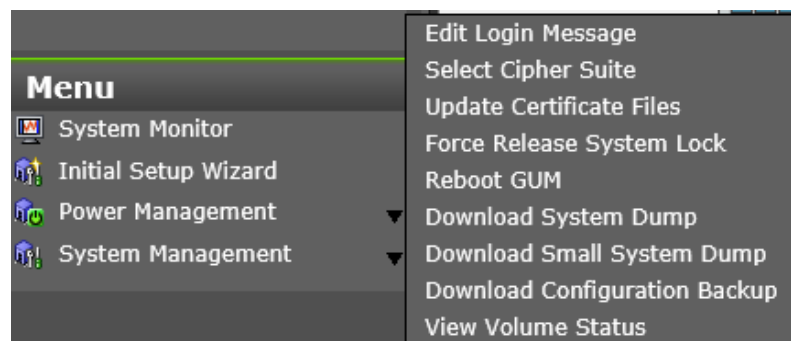 Menu
System Monitor
Initial Setup Wizard
Power Management
System Management
Edit Login Message
Select Cipher Suite
Update Certificate Files
Force Release System Lock
Reboot GUM
Download System Dump
Download Small System Dump
Download Configuration Backup
View Volume Status